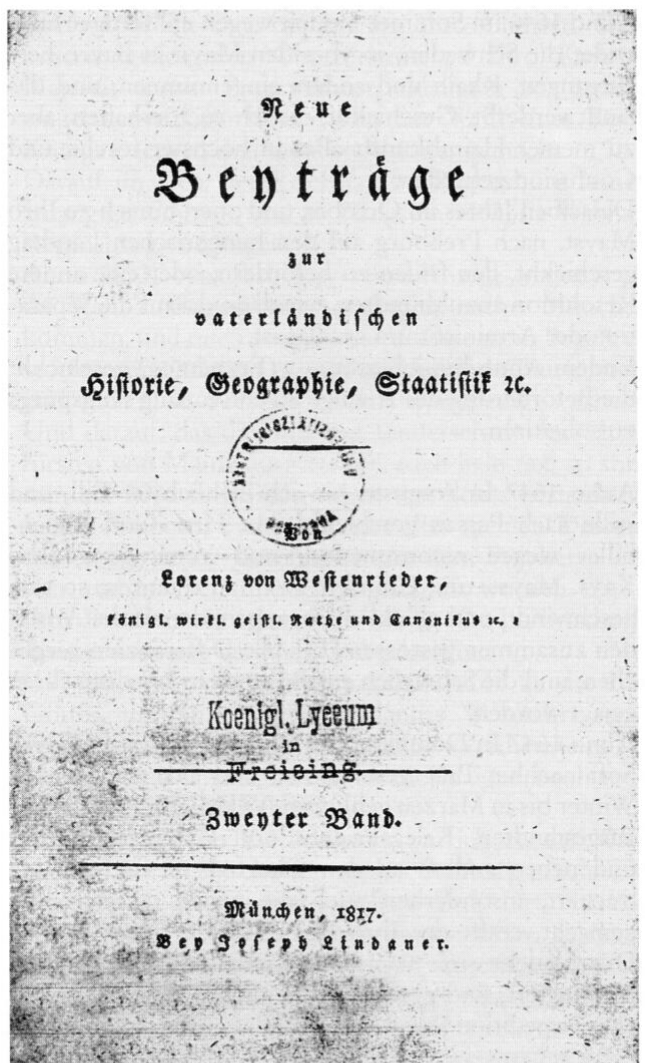 Neue
Beyträge
zur
vaterländischen
Historie, Geographie, Staatistik ꝛc.
Von
Lorenz von Westenrieder,
königl. wirkl. geistl. Rathe und Canonikus ꝛc.
Koenigl. Lyceum
in
Freising.
Zweyter Band.
München, 1817.
Bey Joseph Lindauer.